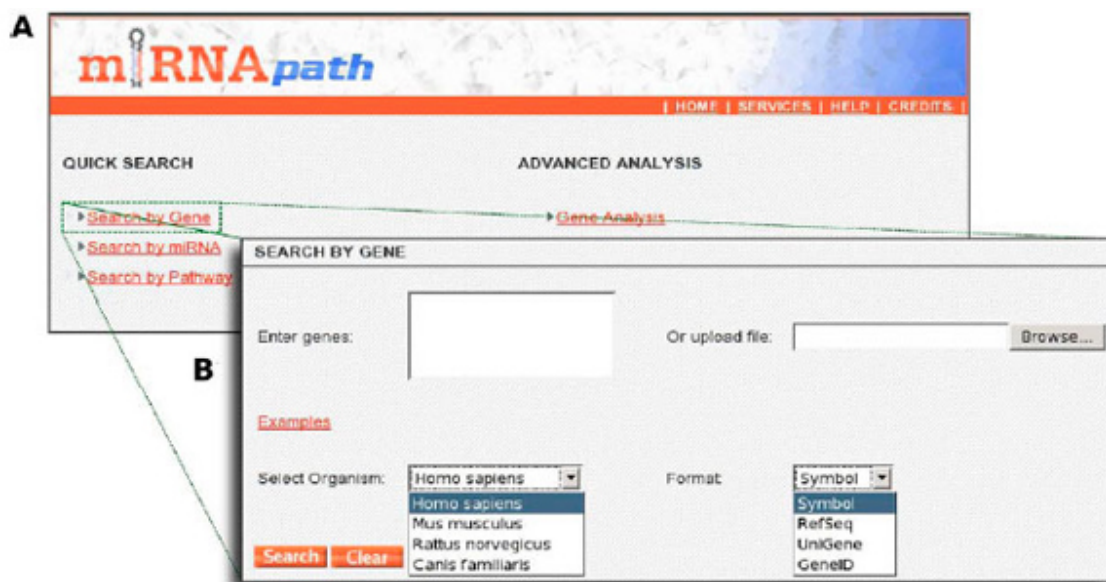 A
miRNApath
| HOME | SERVICES | HELP | CREDITS |
QUICK SEARCH
ADVANCED ANALYSIS
Search by Gene
Gene Analysis
Search by miRNA
Search by Pathway
B
SEARCH BY GENE
Enter genes:
Or upload file:
Browse...
Examples
Select Organism:
Homo sapiens
Format
Symbol
Homo sapiens
Mus musculus
Rattus norvegicus
Canis familiaris
Symbol
RefSeq
UniGene
GeneID
Search
Clear